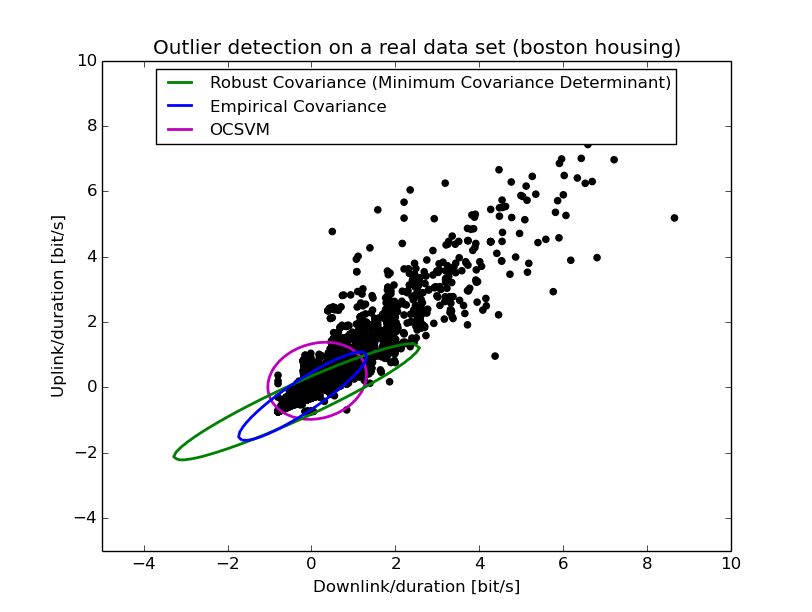 Outlier detection on a real data set (boston housing)
Robust Covariance (Minimum Covariance Determinant)
Empirical Covariance
OCSVM
10
8
6
4
2
0
−2
−4
Uplink/duration [bit/s]
−4 −2 0 2 4 6 8 10
Downlink/duration [bit/s]